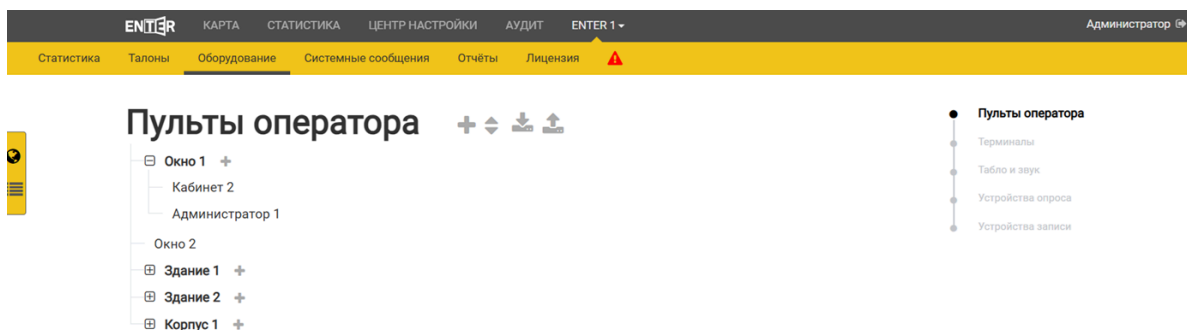 ENTER КАРТА СТАТИСТИКА ЦЕНТР НАСТРОЙКИ АУДИТ ENTER 1 Администратор
Статистика Талоны Оборудование Системные сообщения Отчёты Лицензия
Пульты оператора
Окно 1
Кабинет 2
Администратор 1
Окно 2
Здание 1
Здание 2
Корпус 1
Пульты оператора
Терминалы
Табло и звук
Устройства опроса
Устройства записи